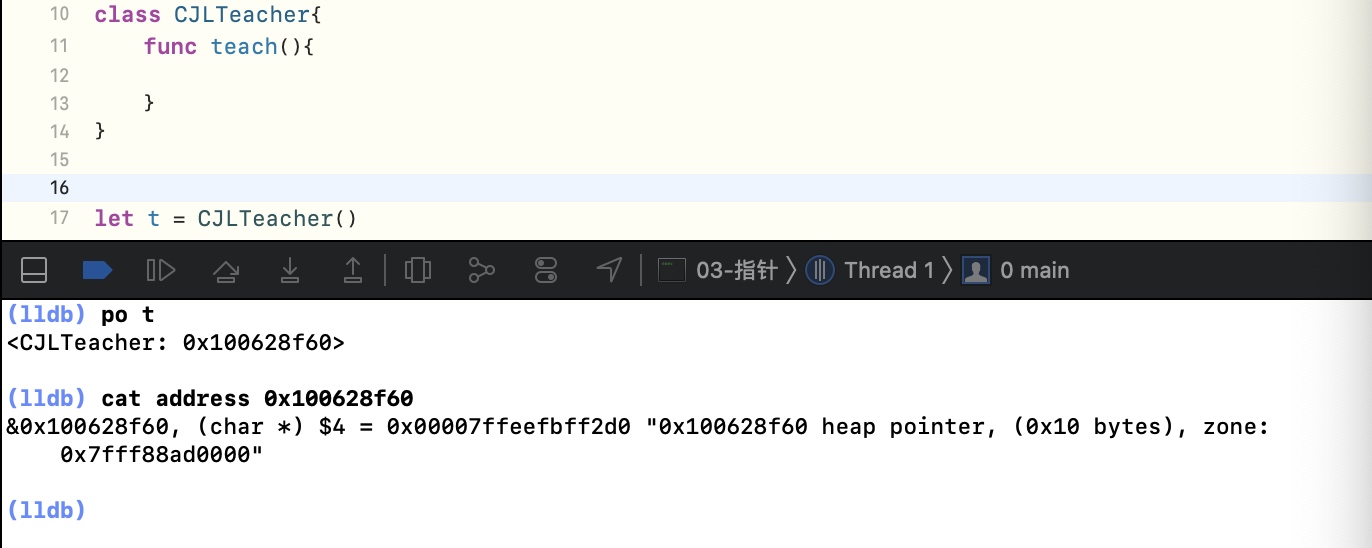 10 class CJLTeacher{
11 func teach(){
12
13 }
14 }
15
16
17 let t = CJLTeacher()
03-指针 〉 Thread 1 〉 0 main
(lldb) po t
<CJLTeacher: 0x100628f60>
(lldb) cat address 0x100628f60
&0x100628f60, (char *) $4 = 0x00007ffeefbff2d0 "0x100628f60 heap pointer, (0x10 bytes), zone:
0x7fff88ad0000"
(lldb)